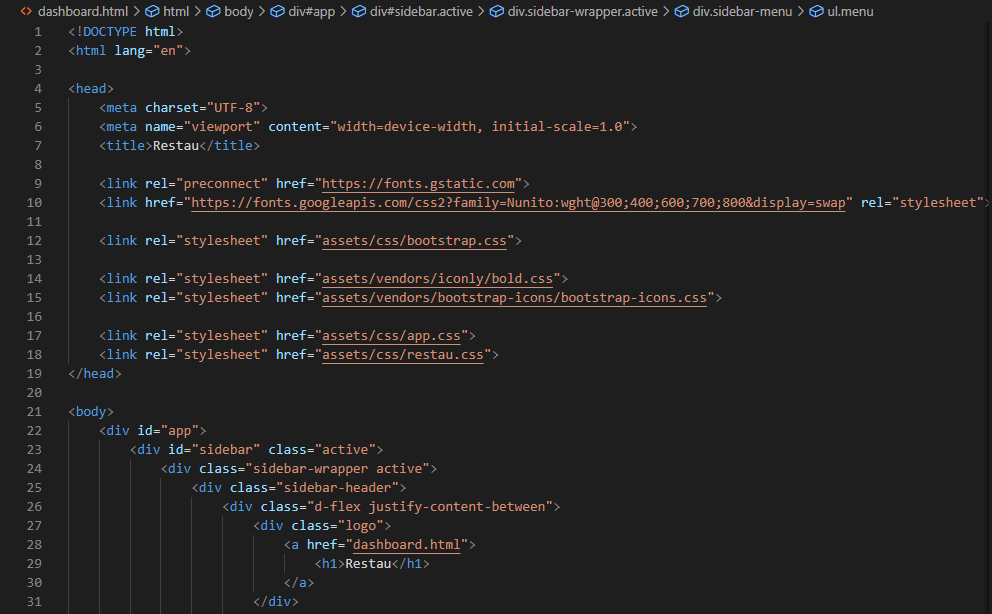 dashboard.html > html > body > div#app > div#sidebar.active > div.sidebar-wrapper.active > div.sidebar-menu > ul.menu
1 <!DOCTYPE html>
2 <html lang="en">
3
4 <head>
5     <meta charset="UTF-8">
6     <meta name="viewport" content="width=device-width, initial-scale=1.0">
7     <title>Restau</title>
8
9     <link rel="preconnect" href="https://fonts.gstatic.com">
10     <link href="https://fonts.googleapis.com/css2?family=Nunito:wght@300;400;600;700;800&display=swap" rel="stylesheet">
11
12     <link rel="stylesheet" href="assets/css/bootstrap.css">
13
14     <link rel="stylesheet" href="assets/vendors/iconly/bold.css">
15     <link rel="stylesheet" href="assets/vendors/bootstrap-icons/bootstrap-icons.css">
16
17     <link rel="stylesheet" href="assets/css/app.css">
18     <link rel="stylesheet" href="assets/css/restau.css">
19 </head>
20
21 <body>
22     <div id="app">
23         <div id="sidebar" class="active">
24             <div class="sidebar-wrapper active">
25                 <div class="sidebar-header">
26                     <div class="d-flex justify-content-between">
27                         <div class="logo">
28                             <a href="dashboard.html">
29                                 <h1>Restau</h1>
30                             </a>
31                         </div>